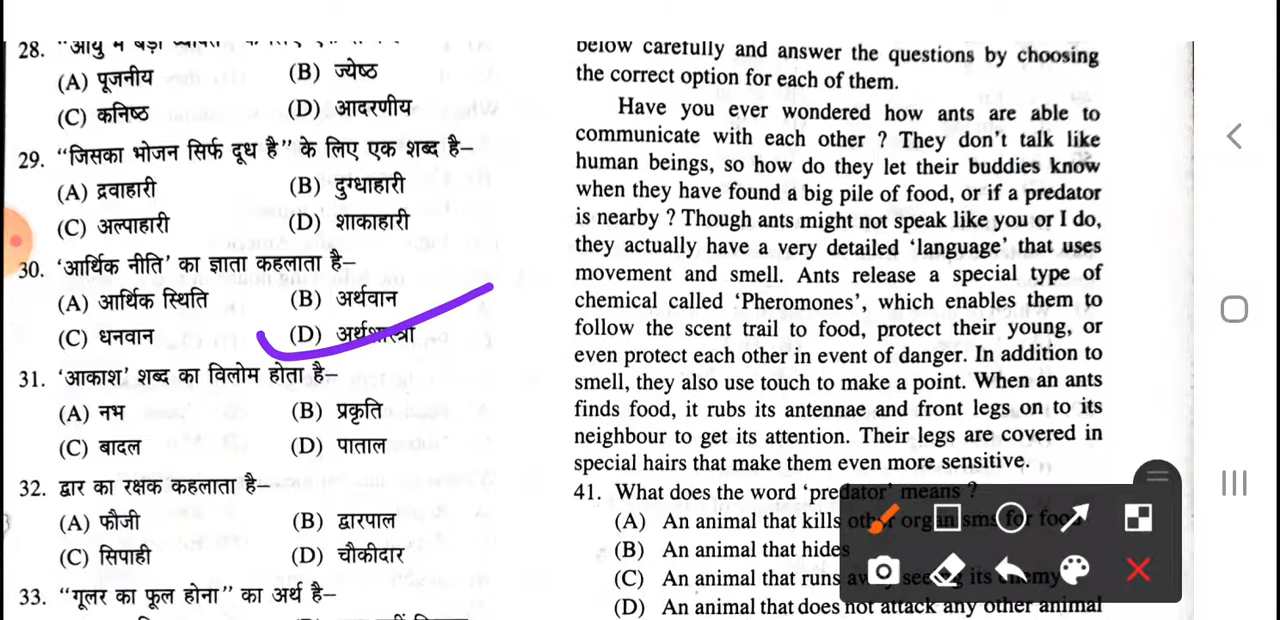 28. "आयु में बड़ा
(A) पूजनीय (B) ज्येष्ठ
(C) कनिष्ठ (D) आदरणीय
29. "जिसका भोजन सिर्फ दूध है" के लिए एक शब्द है–
(A) द्रवाहारी (B) दुग्धाहारी
(C) अल्पाहारी (D) शाकाहारी
30. 'आर्थिक नीति' का ज्ञाता कहलाता है–
(A) आर्थिक स्थिति (B) अर्थवान
(C) धनवान (D) अर्थशास्त्री
31. 'आकाश' शब्द का विलोम होता है–
(A) नभ (B) प्रकृति
(C) बादल (D) पाताल
32. द्वार का रक्षक कहलाता है–
(A) फौजी (B) द्वारपाल
(C) सिपाही (D) चौकीदार
33. "गूलर का फूल होना" का अर्थ है–
below carefully and answer the questions by choosing
the correct option for each of them.
Have you ever wondered how ants are able to
communicate with each other ? They don't talk like
human beings, so how do they let their buddies know
when they have found a big pile of food, or if a predator
is nearby ? Though ants might not speak like you or I do,
they actually have a very detailed 'language' that uses
movement and smell. Ants release a special type of
chemical called 'Pheromones', which enables them to
follow the scent trail to food, protect their young, or
even protect each other in event of danger. In addition to
smell, they also use touch to make a point. When an ants
finds food, it rubs its antennae and front legs on to its
neighbour to get its attention. Their legs are covered in
special hairs that make them even more sensitive.
41. What does the word 'predator' means ?
(A) An animal that kills other organisms for food
(B) An animal that hides
(C) An animal that runs away seeing its enemy
(D) An animal that does not attack any other animal